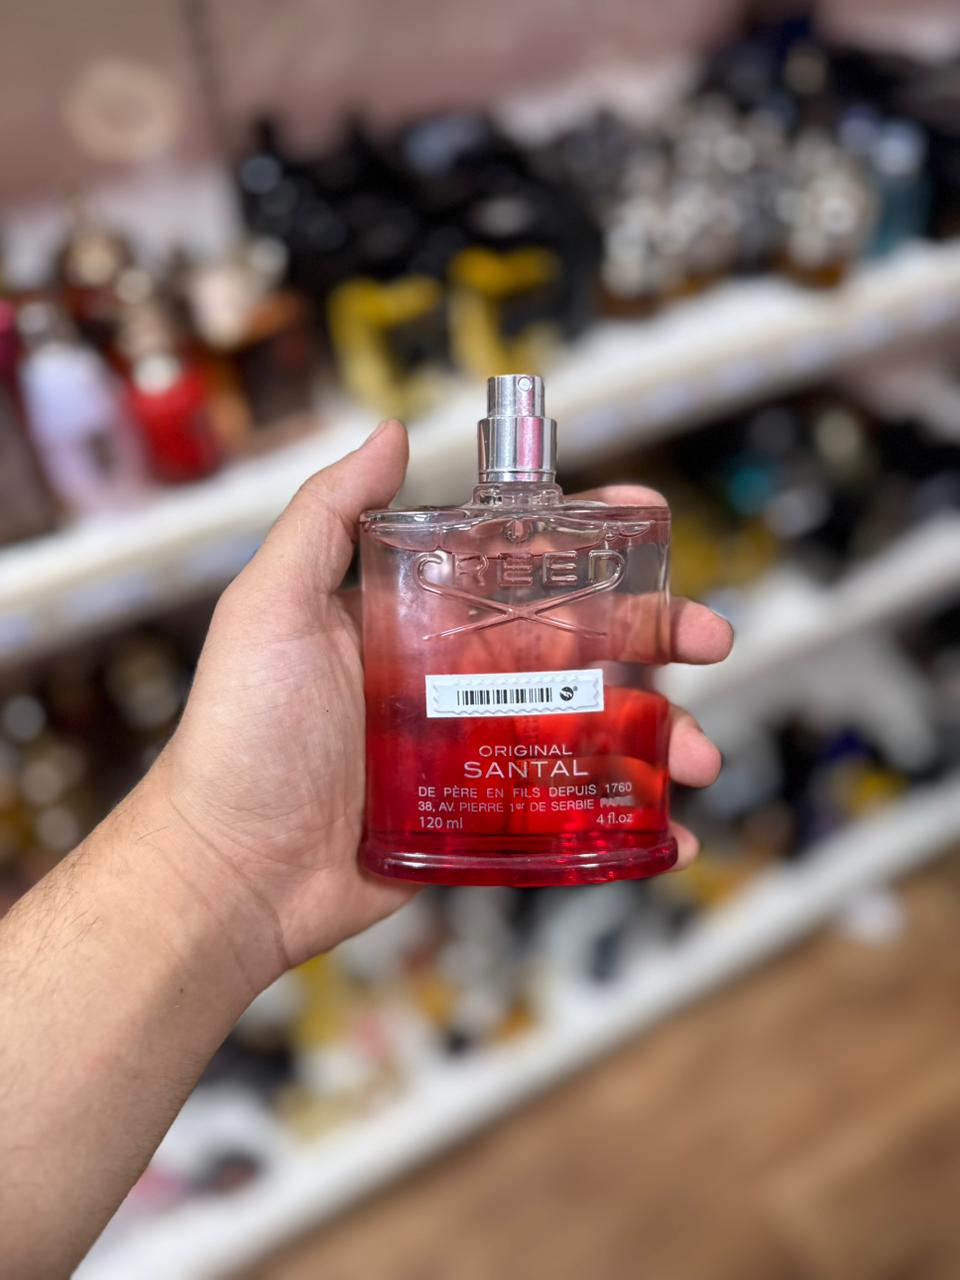 CREED
ORIGINAL
SANTAL
DE PÈRE EN FILS DEPUIS 1760
38, AV. PIERRE 1er DE SERBIE PARIS
120 ml 4 fl.oz